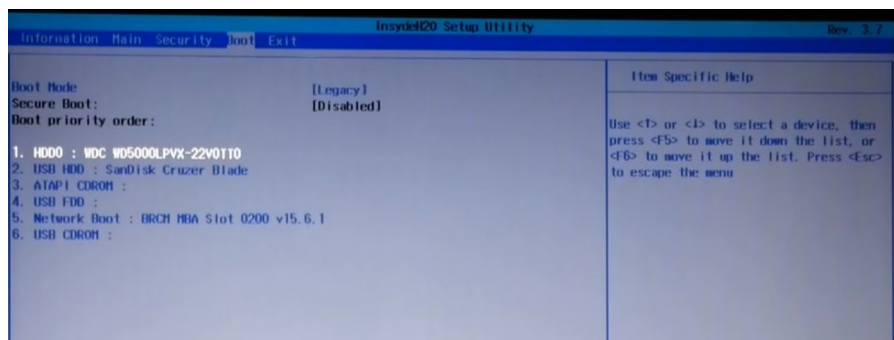 InsydeH20 Setup Utility Rev. 3.7
Information Main Security Boot Exit
Boot Mode [Legacy]
Secure Boot: [Disabled]
Boot priority order:
1. HDD0 : WDC WD5000LPVX-22V0TT0
2. USB HDD : SanDisk Cruzer Blade
3. ATAPI CDROM :
4. USB FDD :
5. Network Boot : BRCM MBA Slot 0200 v15.6.1
6. USB CDROM :
Item Specific Help
Use <↑> or <↓> to select a device, then
press <F5> to move it down the list, or
<F6> to move it up the list. Press <Esc>
to escape the menu